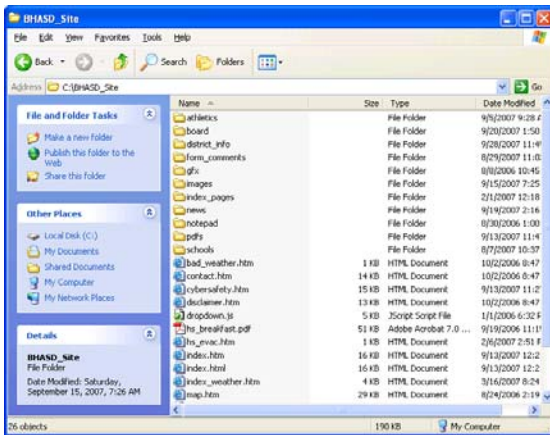 BHASD_Site
File Edit View Favorites Tools Help
Back Search Folders
Address C:\BHASD_Site Go
File and Folder Tasks
Make a new folder
Publish this folder to the Web
Share this folder
Other Places
Local Disk (C:)
My Documents
Shared Documents
My Computer
My Network Places
Details
BHASD_Site
File Folder
Date Modified: Saturday,
September 15, 2007, 7:26 AM
Name Size Type Date Modified
athletics File Folder 9/5/2007 9:28
board File Folder 9/20/2007 1:50
district_info File Folder 9/28/2007
form_comments File Folder 8/29/2007
gfx File Folder 8/8/2006 10:45
images File Folder 9/15/2007 7:25
index_pages File Folder 2/1/2007 12:18
news File Folder 9/19/2007 2:16
notepad File Folder 8/30/2006 1:00
pdfs File Folder 9/13/2007
schools File Folder 8/7/2007 10:37
bad_weather.htm 1 KB HTML Document 10/2/2006 8:47
contact.htm 14 KB HTML Document 10/2/2006 8:47
cybersafety.htm 15 KB HTML Document 9/13/2007
disclaimer.htm 13 KB HTML Document 10/2/2006 8:47
dropdown.js 5 KB JScript Script File 1/1/2006 6:32
hs_breakfast.pdf 51 KB Adobe Acrobat 7.0 ... 9/19/2006
hs_evac.htm 1 KB HTML Document 2/6/2007 2:51
index.htm 16 KB HTML Document 9/13/2007 12:2
index.html 16 KB HTML Document 9/13/2007 12:2
index_weather.htm 4 KB HTML Document 3/16/2007 8:24
map.htm 29 KB HTML Document 8/24/2006 2:19
26 objects 190 KB My Computer